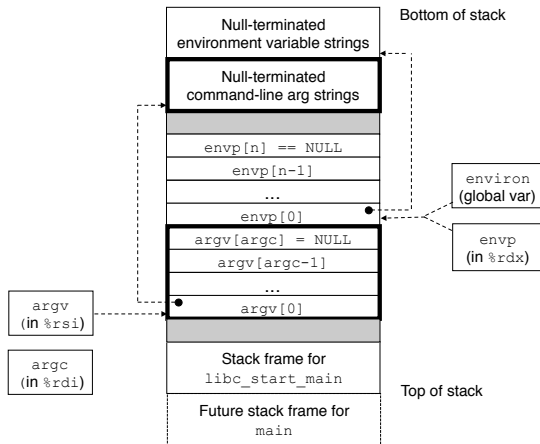 Null-terminated
environment variable strings
Bottom of stack
Null-terminated
command-line arg strings
envp[n] == NULL
envp[n-1]
...
envp[0]
environ
(global var)
envp
(in %rdx)
argv[argc] = NULL
argv[argc-1]
...
argv[0]
argv
(in %rsi)
argc
(in %rdi)
Stack frame for
libc_start_main
Top of stack
Future stack frame for
main